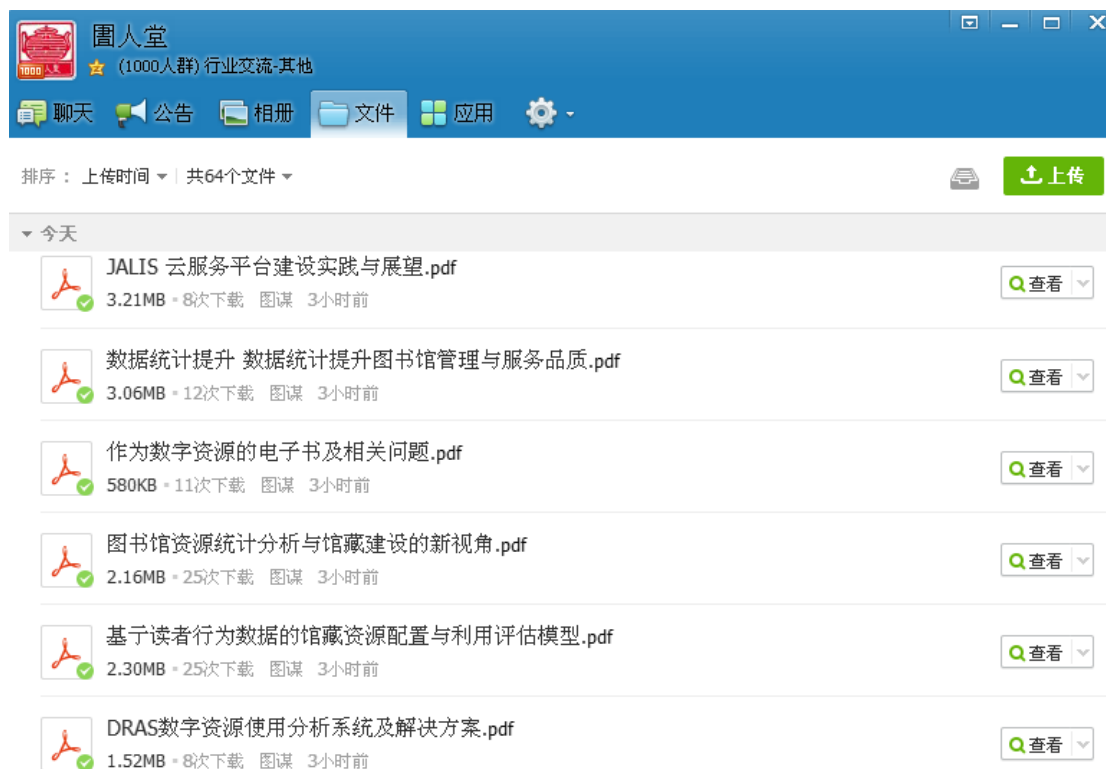 圕人堂
1000人群
(1000人群) 行业交流-其他
聊天 公告 相册 文件 应用
排序： 上传时间 共64个文件 上传
今天
JALIS 云服务平台建设实践与展望.pdf
3.21MB 8次下载 图谋 3小时前 查看
数据统计提升 数据统计提升图书馆管理与服务品质.pdf
3.06MB 12次下载 图谋 3小时前 查看
作为数字资源的电子书及相关问题.pdf
580KB 11次下载 图谋 3小时前 查看
图书馆资源统计分析与馆藏建设的新视角.pdf
2.16MB 25次下载 图谋 3小时前 查看
基于读者行为数据的馆藏资源配置与利用评估模型.pdf
2.30MB 25次下载 图谋 3小时前 查看
DRAS数字资源使用分析系统及解决方案.pdf
1.52MB 8次下载 图谋 3小时前 查看